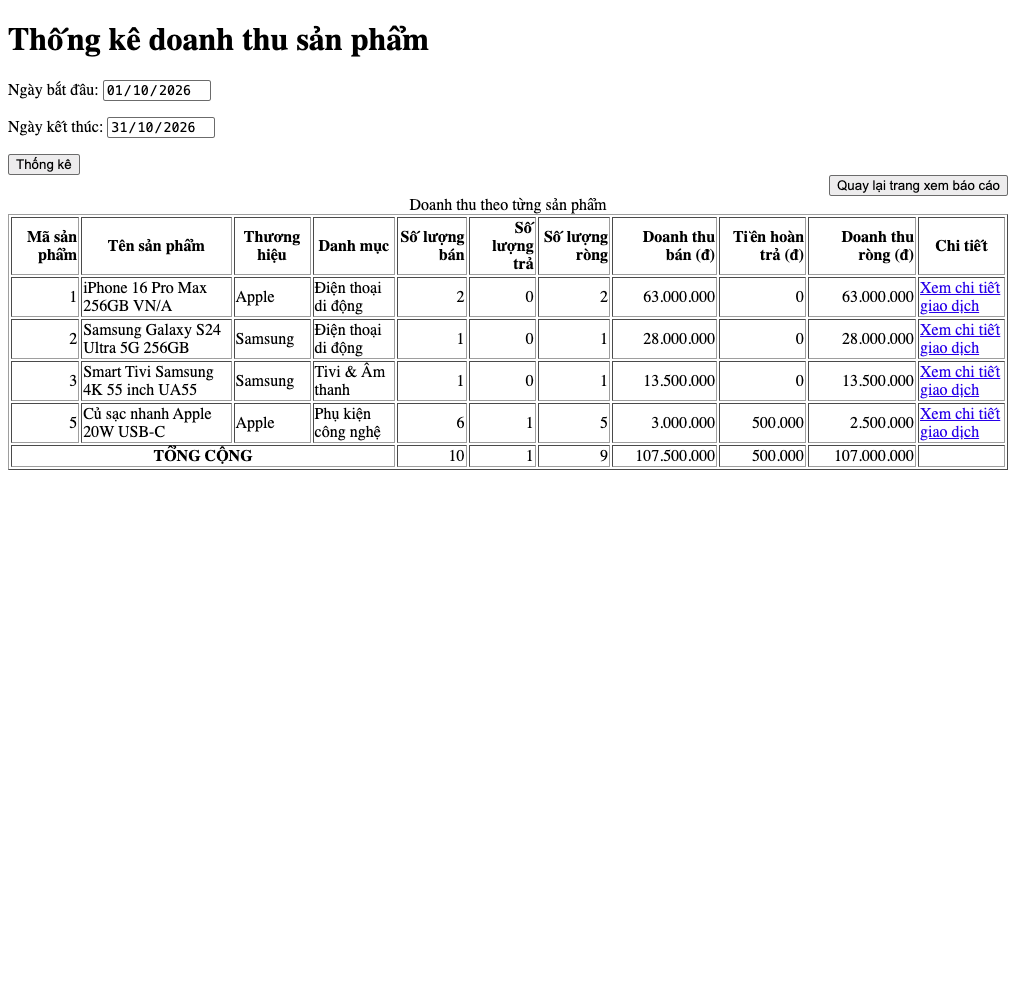 Thống kê doanh thu sản phẩm
Ngày bắt đầu: 01/10/2026
Ngày kết thúc: 31/10/2026
Thống kê
Quay lại trang xem báo cáo
Doanh thu theo từng sản phẩm
Mã sản phẩm Tên sản phẩm Thương hiệu Danh mục Số lượng bán Số lượng trả Số lượng ròng Doanh thu bán (đ) Tiền hoàn trả (đ) Doanh thu ròng (đ) Chi tiết
1 iPhone 16 Pro Max 256GB VN/A Apple Điện thoại di động 2 0 2 63.000.000 0 63.000.000 Xem chi tiết giao dịch
2 Samsung Galaxy S24 Ultra 5G 256GB Samsung Điện thoại di động 1 0 1 28.000.000 0 28.000.000 Xem chi tiết giao dịch
3 Smart Tivi Samsung 4K 55 inch UA55 Samsung Tivi & Âm thanh 1 0 1 13.500.000 0 13.500.000 Xem chi tiết giao dịch
5 Củ sạc nhanh Apple 20W USB-C Apple Phụ kiện công nghệ 6 1 5 3.000.000 500.000 2.500.000 Xem chi tiết giao dịch
TỔNG CỘNG 10 1 9 107.500.000 500.000 107.000.000